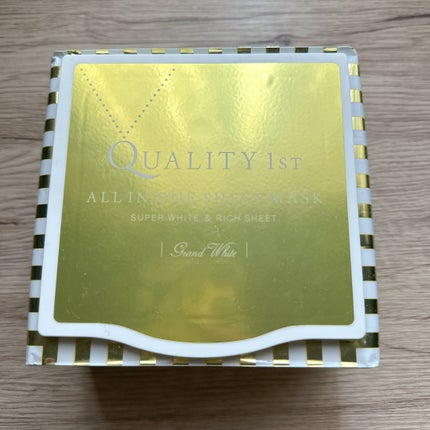 QUALITY 1ST
ALL IN ONE SHEET MASK
SUPER WHITE & RICH SHEET
Grand White